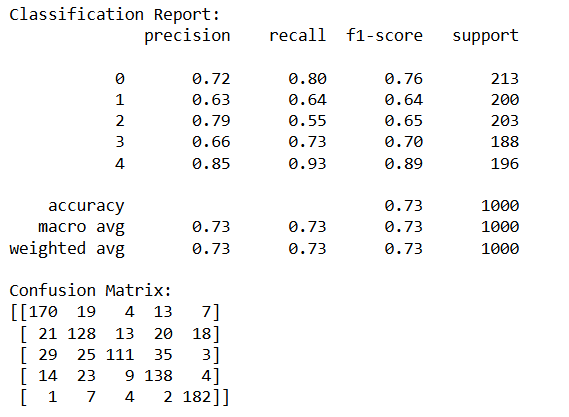 Classification Report:
precision recall f1-score support
0 0.72 0.80 0.76 213
1 0.63 0.64 0.64 200
2 0.79 0.55 0.65 203
3 0.66 0.73 0.70 188
4 0.85 0.93 0.89 196
accuracy 0.73 1000
macro avg 0.73 0.73 0.73 1000
weighted avg 0.73 0.73 0.73 1000
Confusion Matrix:
[[170 19 4 13 7]
[ 21 128 13 20 18]
[ 29 25 111 35 3]
[ 14 23 9 138 4]
[ 1 7 4 2 182]]